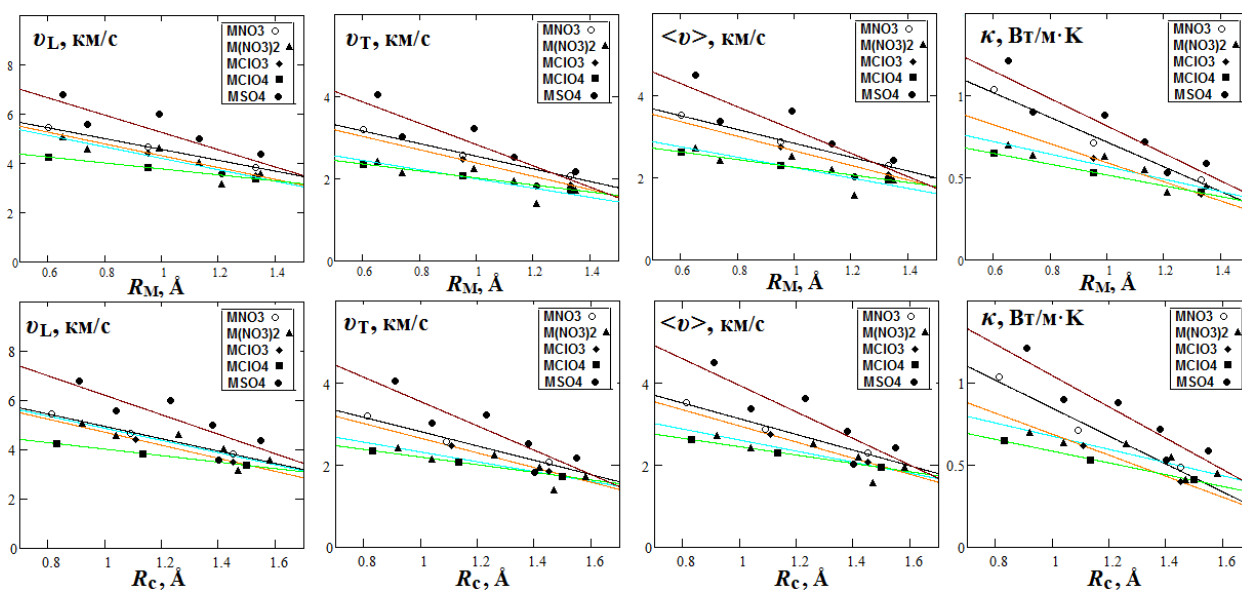 υL, км/с
MNO3
M(NO3)2
MClO3
MClO4
MSO4
8
6
4
2
0
0.6
0.8
1
1.2
1.4
RM, Å
υT, км/с
MNO3
M(NO3)2
MClO3
MClO4
MSO4
4
2
0
0.6
0.8
1
1.2
1.4
RM, Å
<υ>, км/с
MNO3
M(NO3)2
MClO3
MClO4
MSO4
4
2
0
0.6
0.8
1
1.2
1.4
RM, Å
κ, Вт/м·К
MNO3
M(NO3)2
MClO3
MClO4
MSO4
1
0.5
0
0.6
0.8
1
1.2
1.4
RM, Å
υL, км/с
MNO3
M(NO3)2
MClO3
MClO4
MSO4
8
6
4
2
0
0.8
1
1.2
1.4
1.6
RC, Å
υT, км/с
MNO3
M(NO3)2
MClO3
MClO4
MSO4
4
2
0
0.8
1
1.2
1.4
1.6
RC, Å
<υ>, км/с
MNO3
M(NO3)2
MClO3
MClO4
MSO4
4
2
0
0.8
1
1.2
1.4
1.6
RC, Å
κ, Вт/м·К
MNO3
M(NO3)2
MClO3
MClO4
MSO4
1
0.5
0
0.8
1
1.2
1.4
1.6
RC, Å